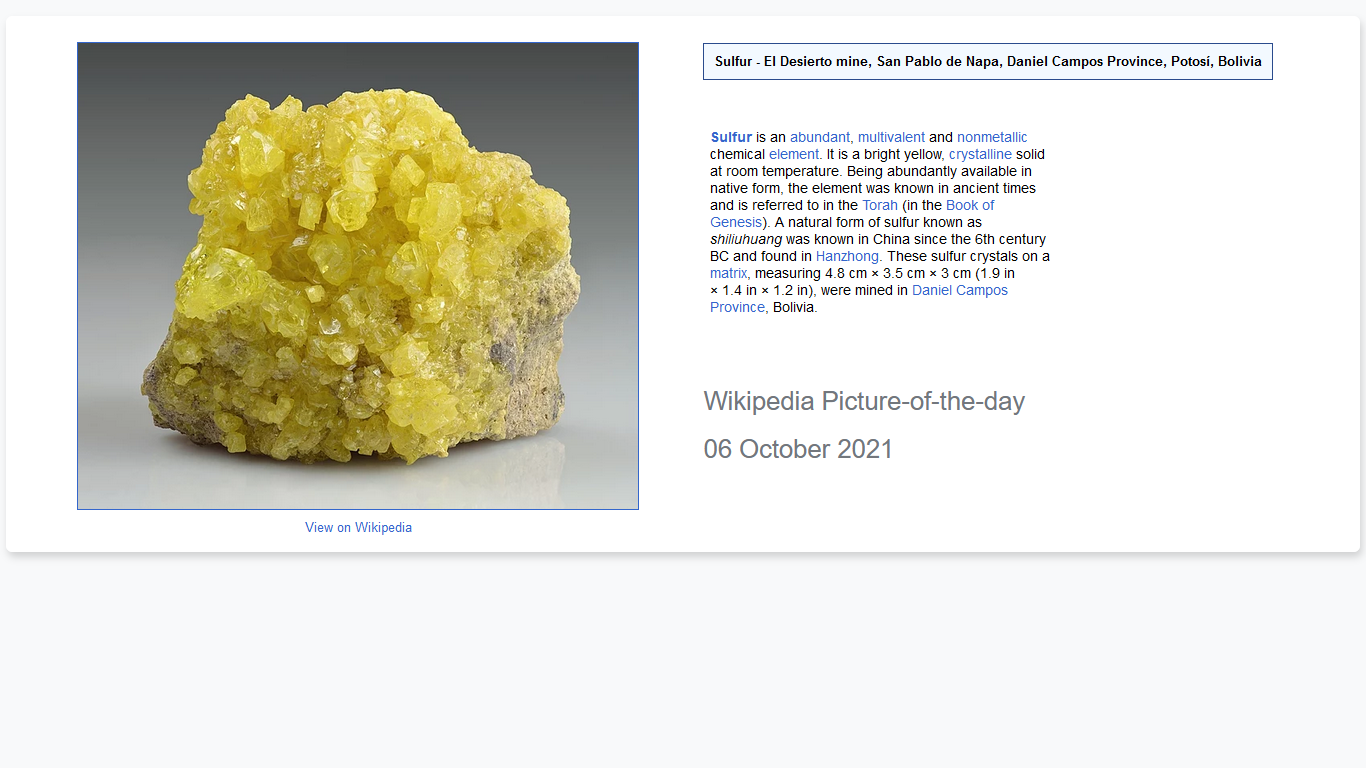 Sulfur - El Desierto mine, San Pablo de Napa, Daniel Campos Province, Potosí, Bolivia
Sulfur is an abundant, multivalent and nonmetallic
chemical element. It is a bright yellow, crystalline solid
at room temperature. Being abundantly available in
native form, the element was known in ancient times
and is referred to in the Torah (in the Book of
Genesis). A natural form of sulfur known as
shiliuhuang was known in China since the 6th century
BC and found in Hanzhong. These sulfur crystals on a
matrix, measuring 4.8 cm × 3.5 cm × 3 cm (1.9 in
× 1.4 in × 1.2 in), were mined in Daniel Campos
Province, Bolivia.
Wikipedia Picture-of-the-day
06 October 2021
View on Wikipedia